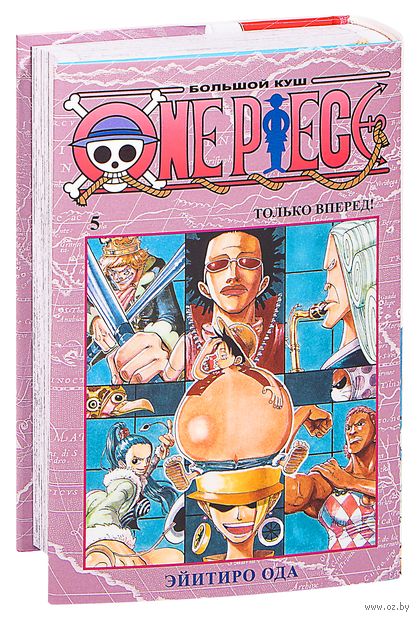 БОЛЬШОЙ КУШ
ONE PIECE
5
ТОЛЬКО ВПЕРЕД!
ЭЙИТИРО ОДА
www.oz.by